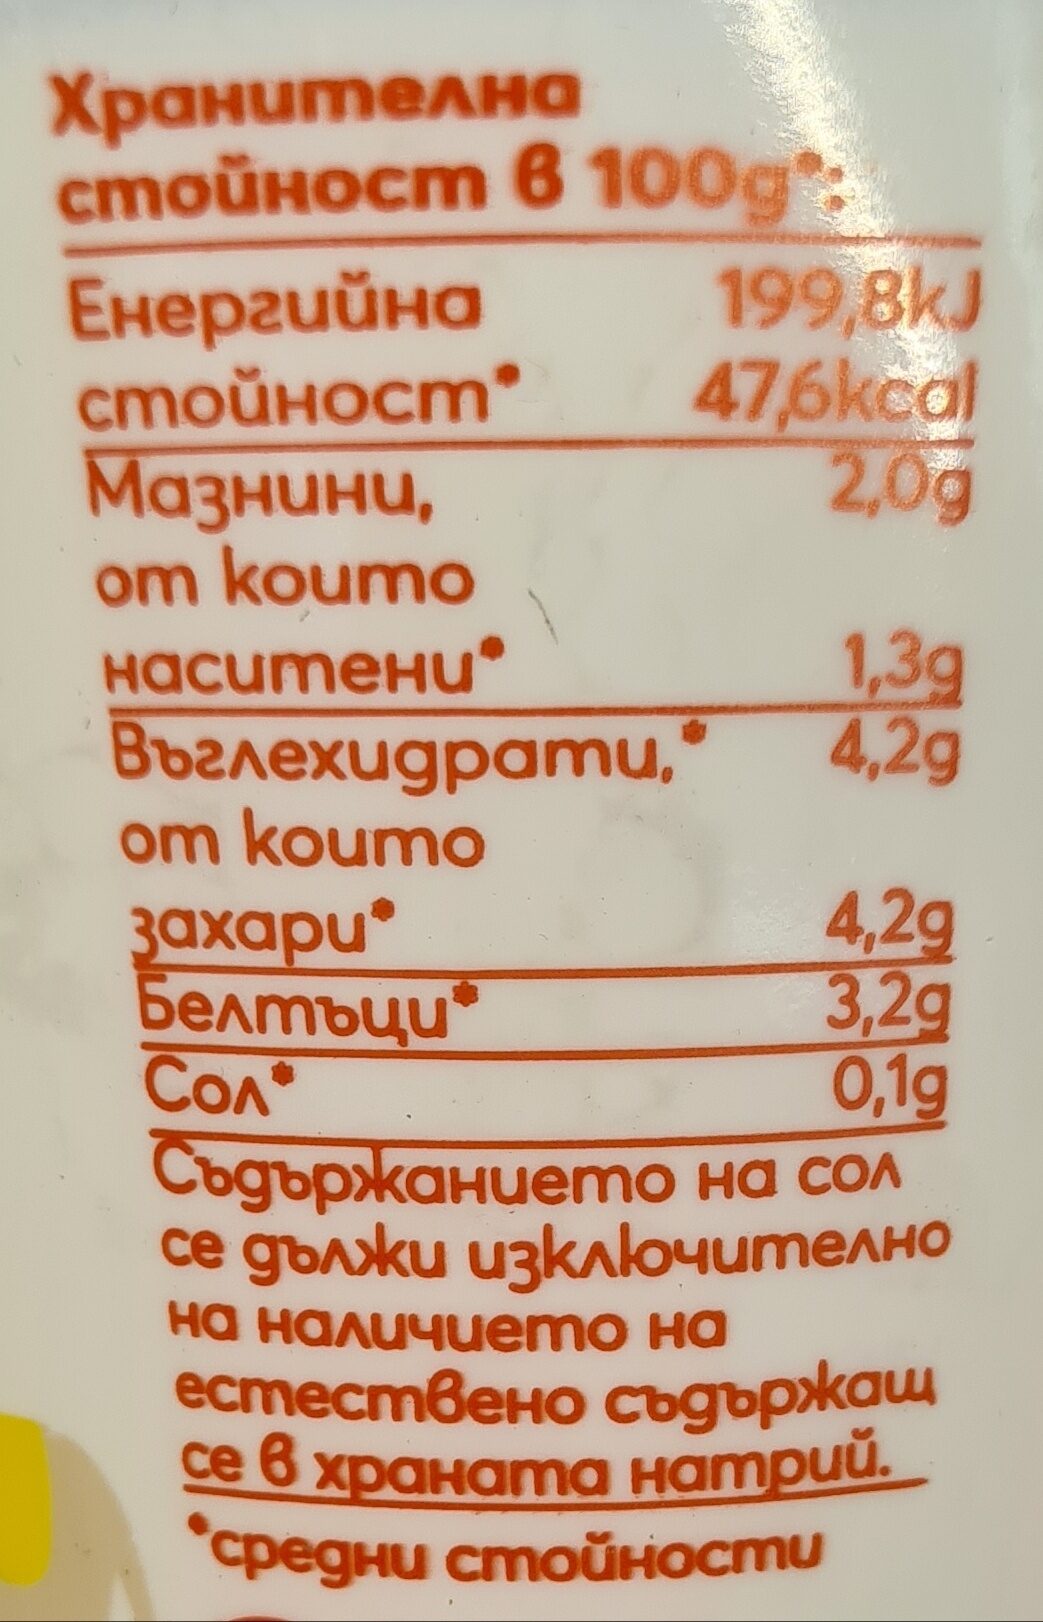 Хранителна
стойност в 100g*:
Енергийна 199,8kJ
стойност* 47,6kcal
Мазнини, 2,0g
от които
наситени* 1,3g
Въглехидрати,* 4,2g
от които
захари* 4,2g
Белтъци* 3,2g
Сол* 0,1g
Съдържанието на сол
се дължи изключително
на наличието на
естествено съдържащ
се в храната натрий.
*средни стойности